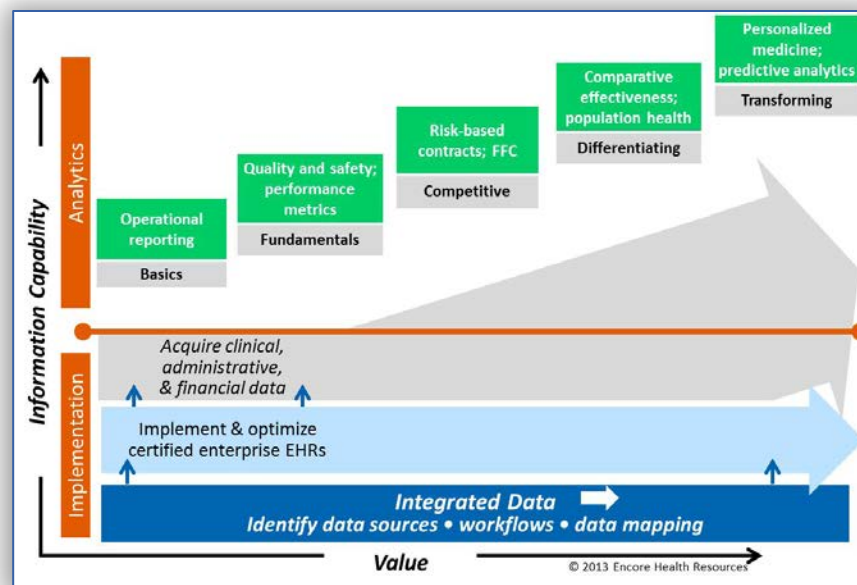 Personalized
medicine;
predictive analytics
Transforming
Comparative
effectiveness;
population health
Differentiating
Risk-based
contracts; FFC
Competitive
Quality and safety;
performance
metrics
Fundamentals
Operational
reporting
Basics
Information Capability
Analytics
Implementation
Acquire clinical,
administrative,
& financial data
Implement & optimize
certified enterprise EHRs
Integrated Data
Identify data sources • workflows • data mapping
Value
© 2013 Encore Health Resources